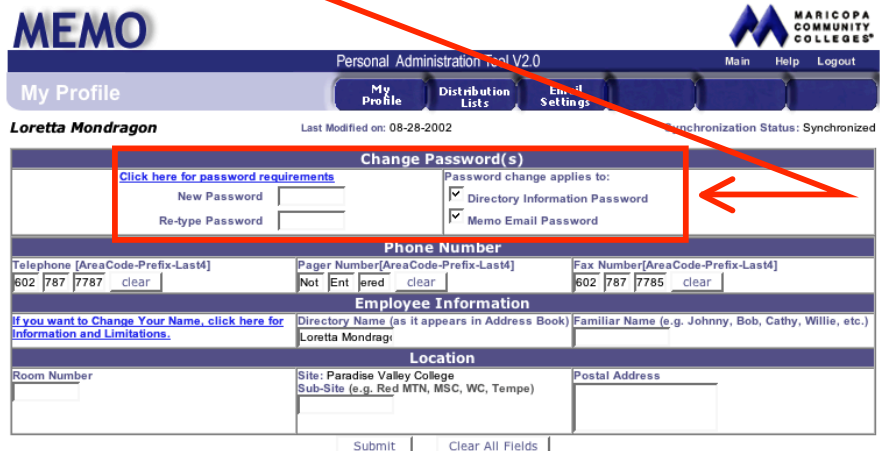 MEMO
MARICOPA
COMMUNITY
COLLEGES
Personal Administration Tool V2.0 Main Help Logout
My Profile
My Profile Distribution Lists Email Settings
Loretta Mondragon Last Modified on: 08-28-2002 Synchronization Status: Synchronized
Change Password(s)
Click here for password requirements Password change applies to:
New Password Directory Information Password
Re-type Password Memo Email Password
Phone Number
Telephone [AreaCode-Prefix-Last4] Pager Number[AreaCode-Prefix-Last4] Fax Number[AreaCode-Prefix-Last4]
602 787 7787 clear Not Ent ered clear 602 787 7785 clear
Employee Information
If you want to Change Your Name, click here for Directory Name (as it appears in Address Book) Familiar Name (e.g. Johnny, Bob, Cathy, Willie, etc.)
Information and Limitations.
Loretta Mondrag
Location
Room Number Site: Paradise Valley College Postal Address
Sub-Site (e.g. Red MTN, MSC, WC, Tempe)
Submit Clear All Fields